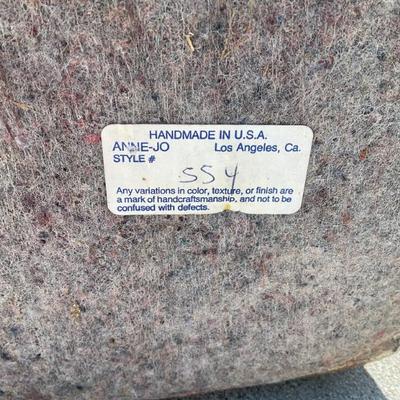 HANDMADE IN U.S.A.
ANNE-JO Los Angeles, Ca.
STYLE # SS4
Any variations in color, texture, or finish are
a mark of handcraftsmanship, and not to be
confused with defects.